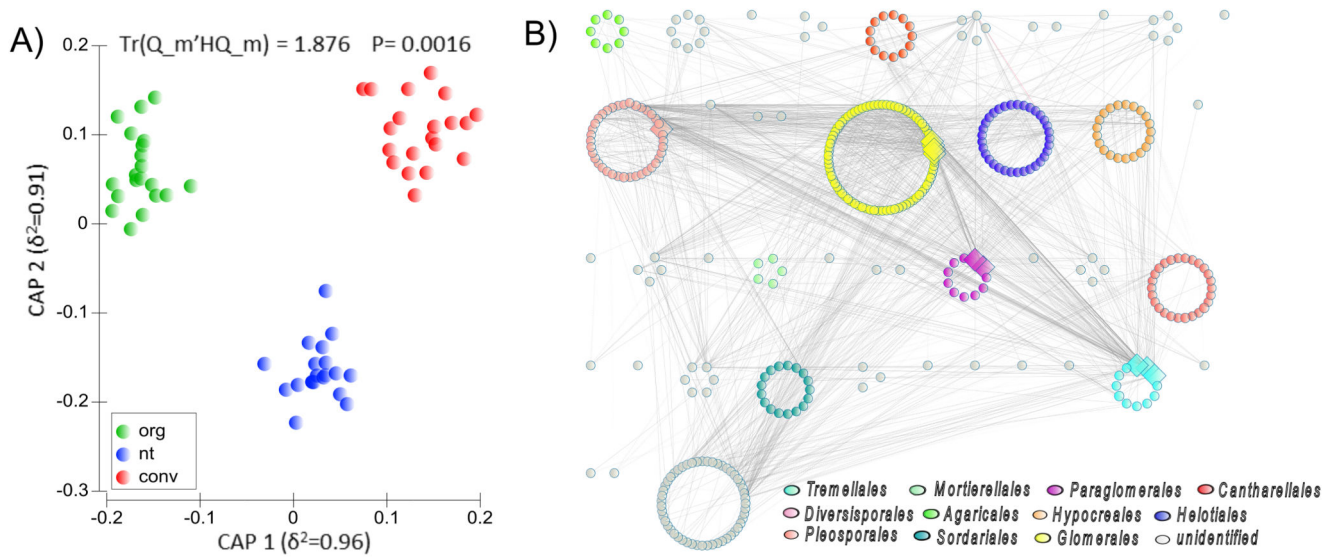 A)
Tr(Q_m'HQ_m) = 1.876 P= 0.0016
0.2
0.1
0
-0.1
-0.2
-0.3
CAP 2 (δ²=0.91)
org
nt
conv
-0.2 -0.1 0 0.1 0.2
CAP 1 (δ²=0.96)
B)
Tremellales Mortierellales Paraglomerales Cantharellales
Diversisporales Agaricales Hypocreales Helotiales
Pleosporales Sordariales Glomerales unidentified